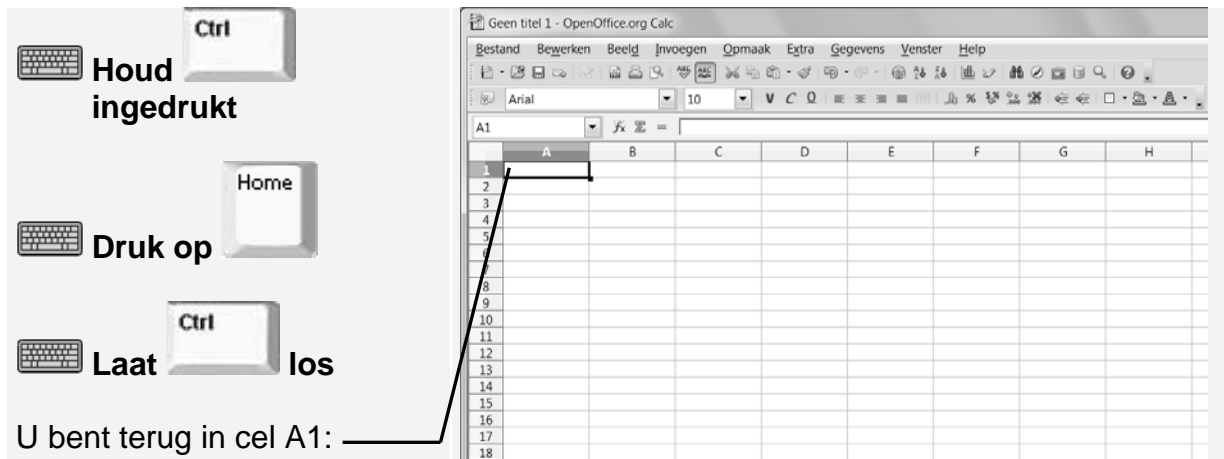 Ctrl
Houd
ingedrukt
Home
Druk op
Ctrl
Laat los
U bent terug in cel A1:
Geen titel 1 - OpenOffice.org Calc
Bestand Bewerken Beeld Invoegen Opmaak Extra Gegevens Venster Help
Arial 10 V C O
A1 fx Σ =
A B C D E F G H
1
2
3
4
5
6
7
8
9
10
11
12
13
14
15
16
17
18